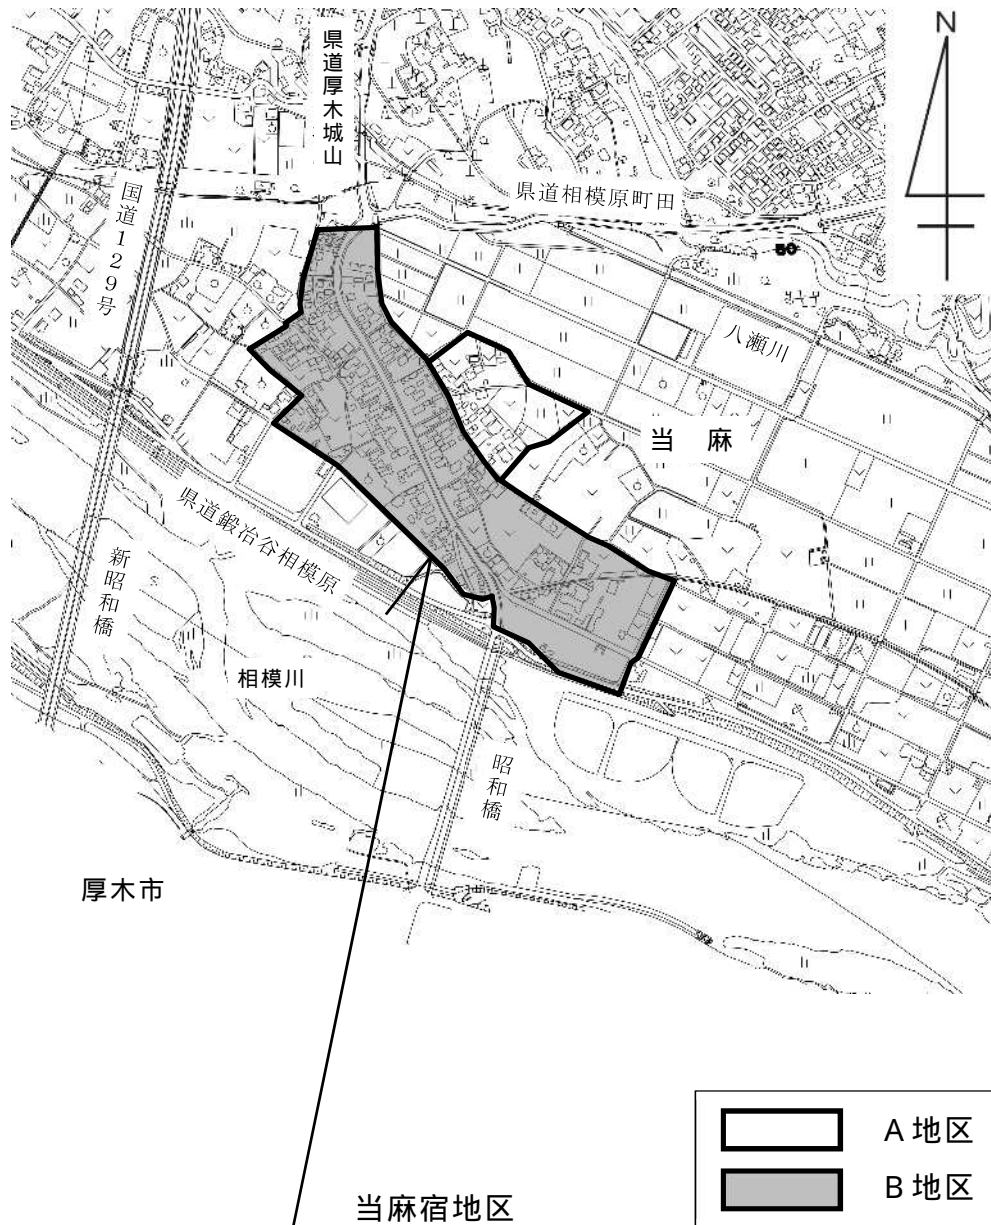 N
県道厚木城山
国道129号
県道相模原町田
50
八瀬川
当 麻
県道鍛冶谷相模原
新昭和橋
相模川
昭和橋
厚木市
A地区
B地区
当麻宿地区